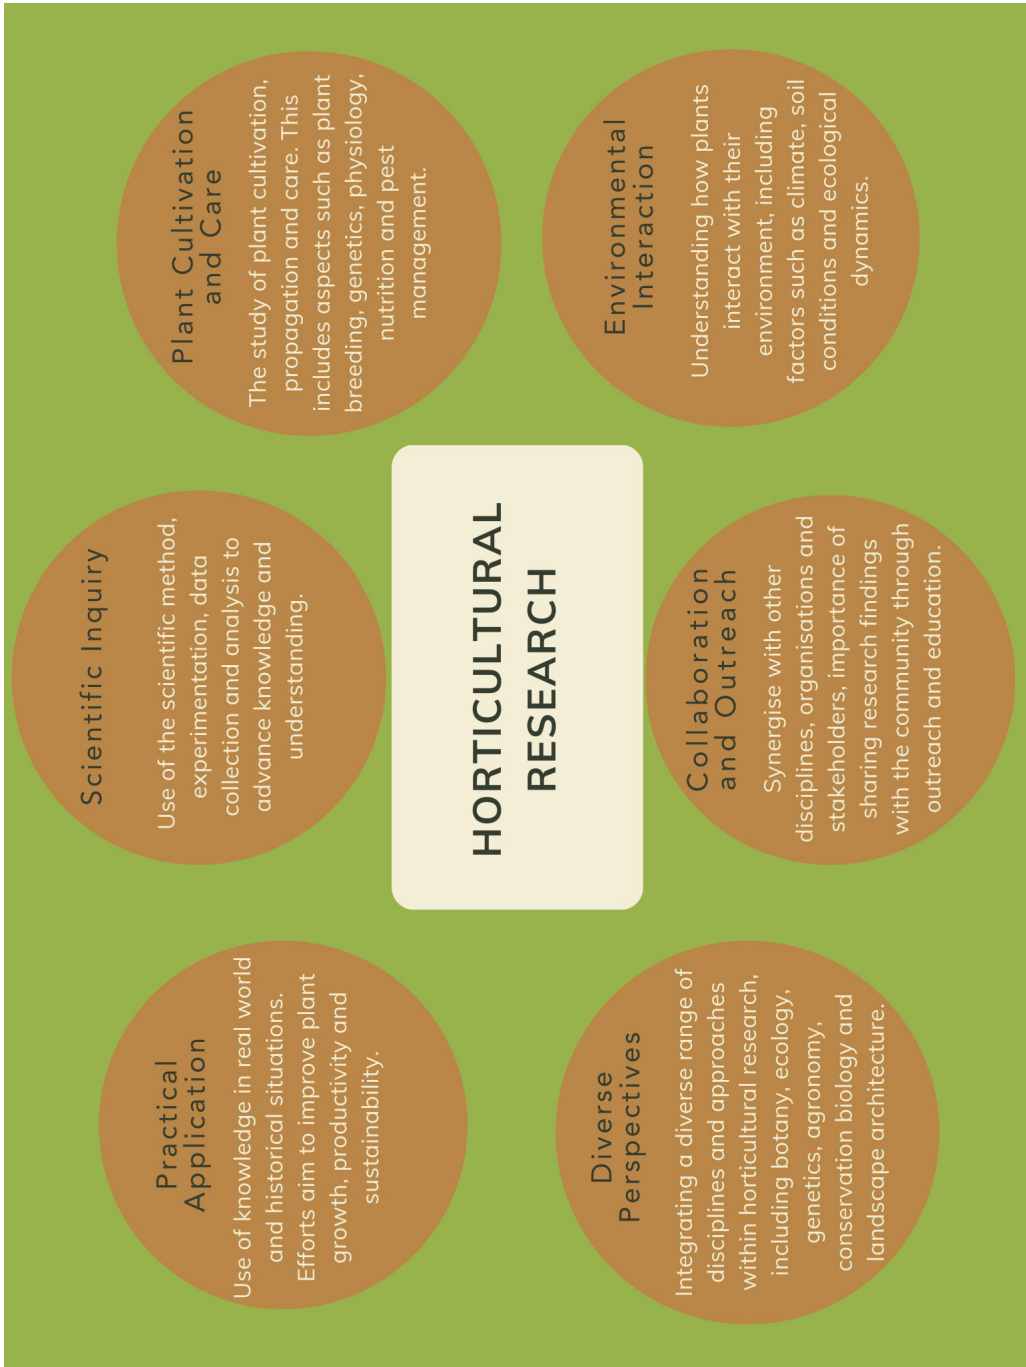 Practical
Application
Use of knowledge in real world
and historical situations.
Efforts aim to improve plant
growth, productivity and
sustainability.
Scientific Inquiry
Use of the scientific method,
experimentation, data
collection and analysis to
advance knowledge and
understanding.
Plant Cultivation
and Care
The study of plant cultivation,
propagation and care. This
includes aspects such as plant
breeding, genetics, physiology,
nutrition and pest
management.
HORTICULTURAL
RESEARCH
Diverse
Perspectives
Integrating a diverse range of
disciplines and approaches
within horticultural research,
including botany, ecology,
genetics, agronomy,
conservation biology and
landscape architecture.
Collaboration
and Outreach
Synergise with other
disciplines, organisations and
stakeholders, importance of
sharing research findings
with the community through
outreach and education.
Environmental
Interaction
Understanding how plants
interact with their
environment, including
factors such as climate, soil
conditions and ecological
dynamics.